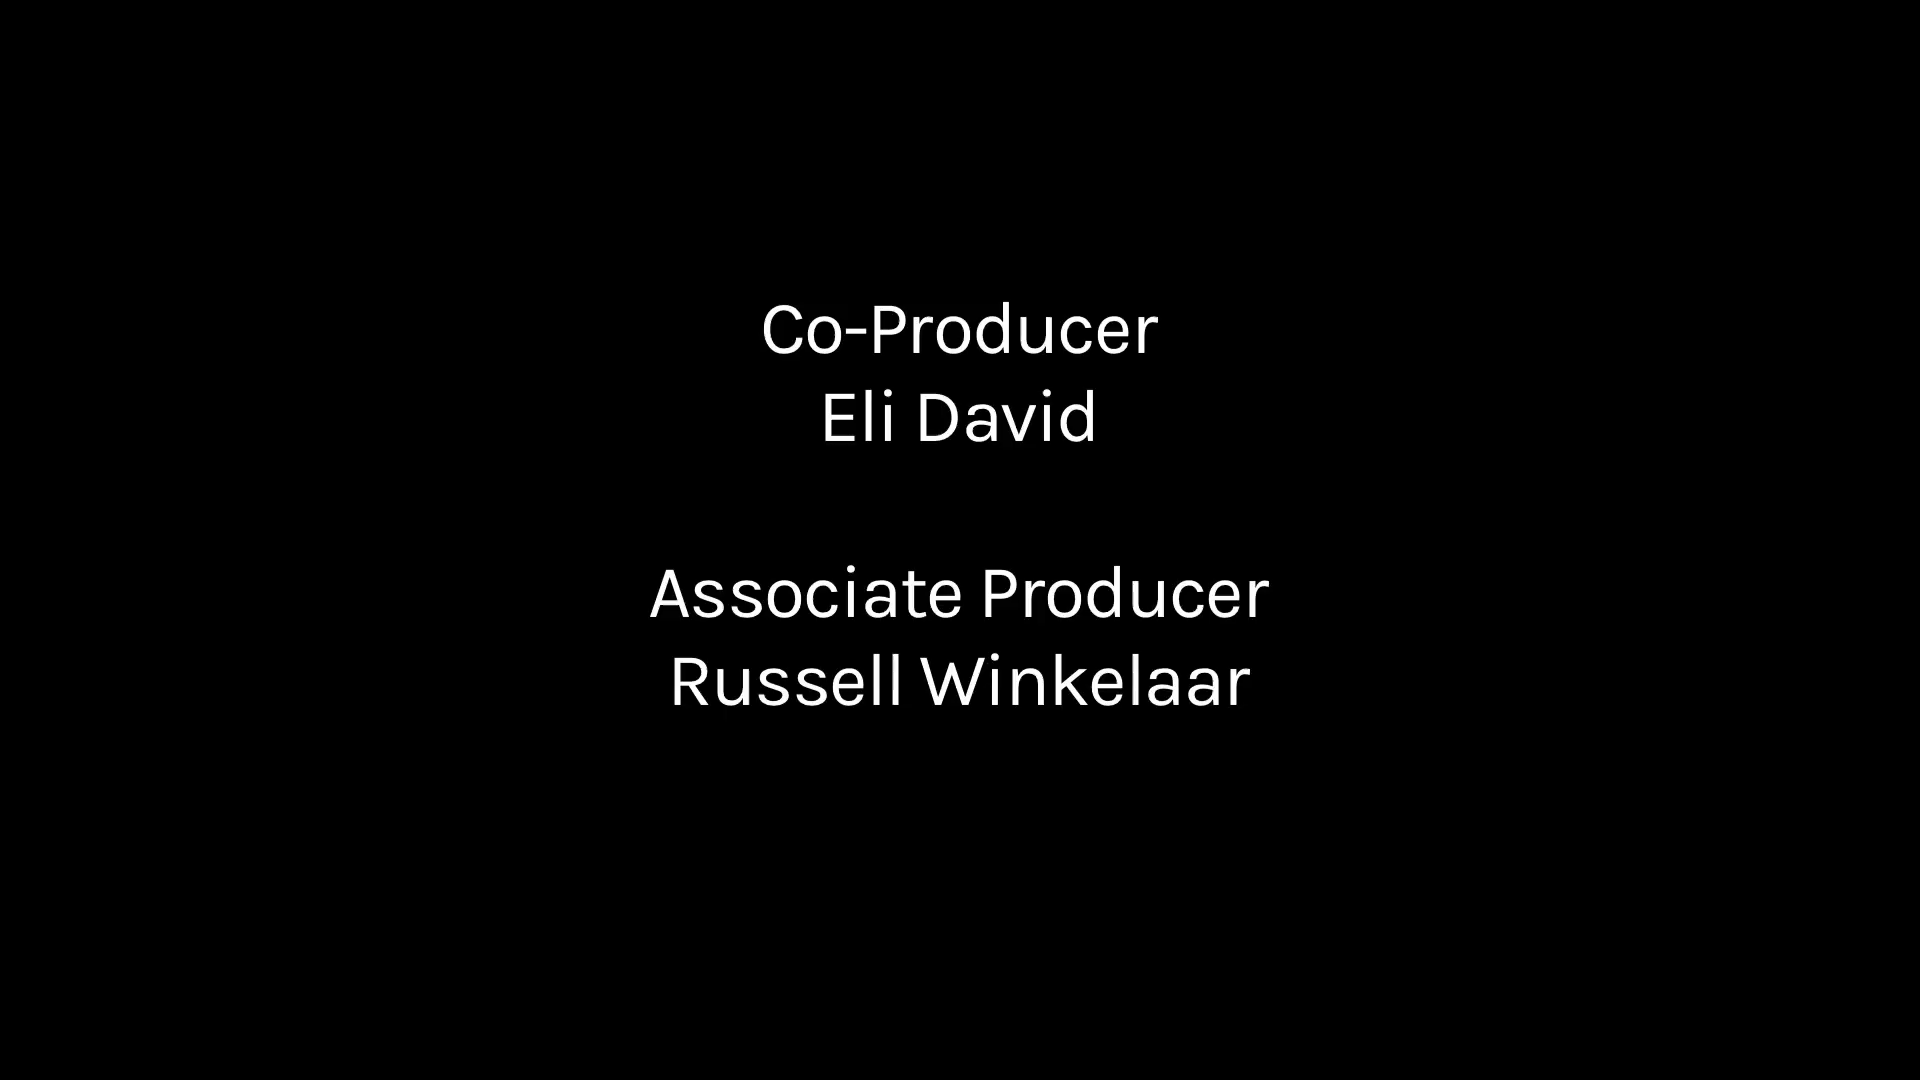 Co-Producer
Eli David
Associate Producer
Russell Winkelaar